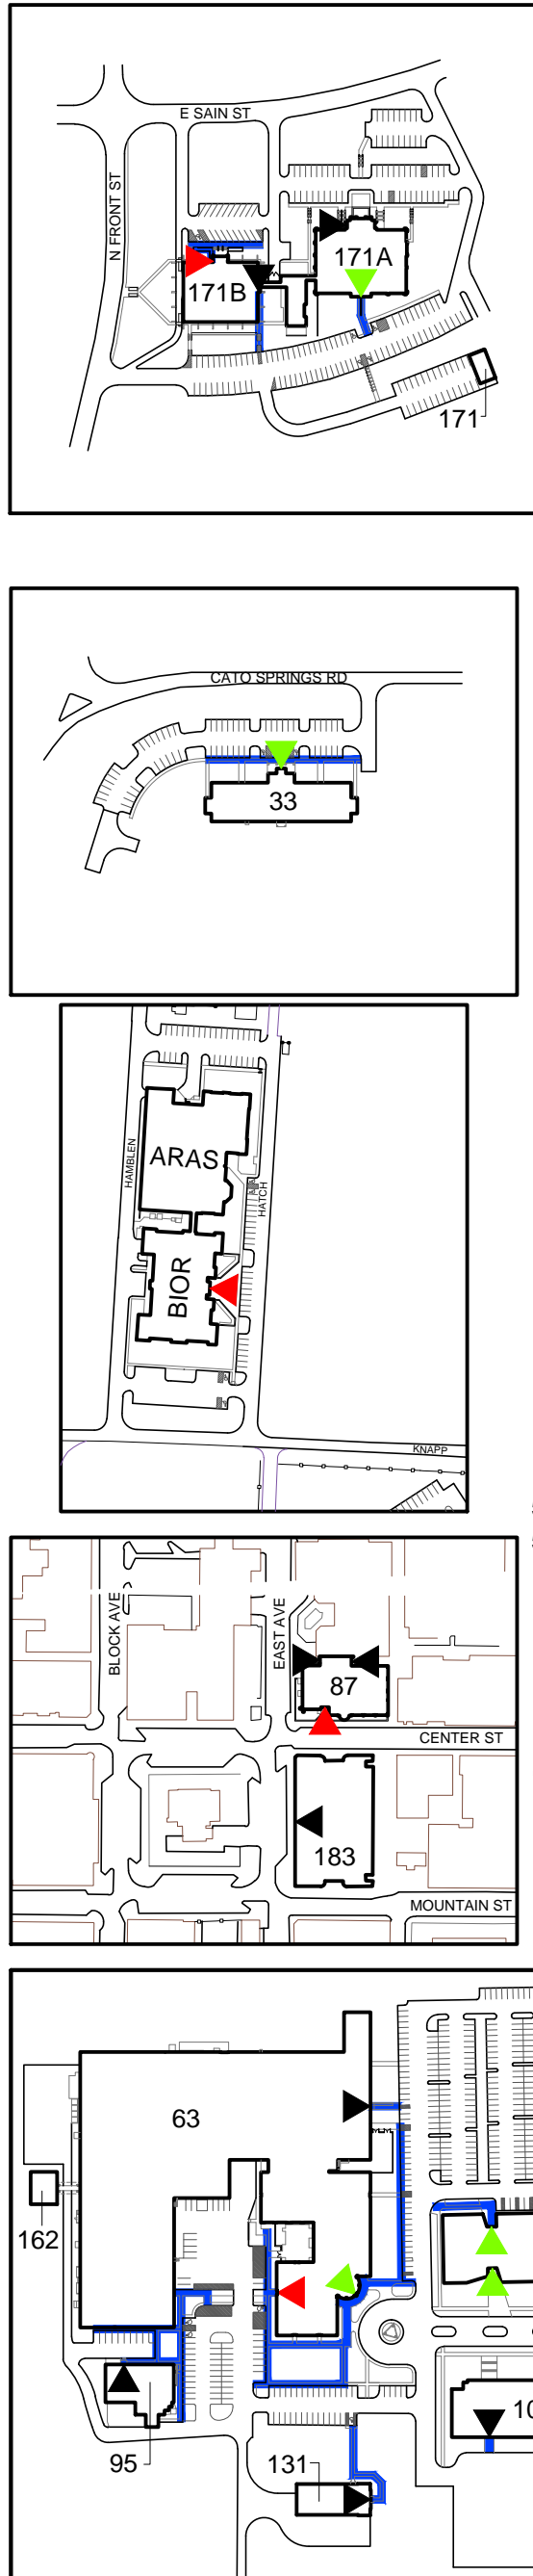 E SAIN ST
N FRONT ST
171A
171B
171
CATO SPRINGS RD
33
ARAS
HAMBLEN
HATCH
BIOR
KNAPP
BLOCK AVE
EAST AVE
87
CENTER ST
183
MOUNTAIN ST
63
162
95
131